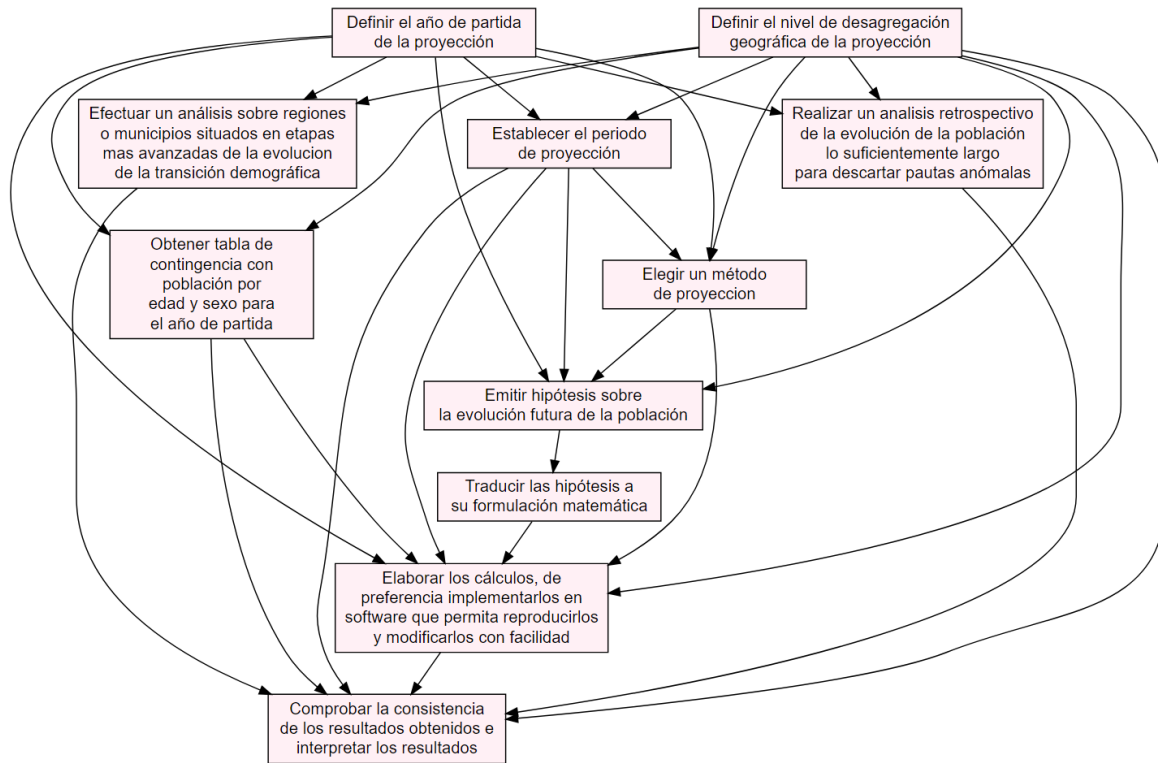 Definir el año de partida
de la proyección
Definir el nivel de desagregación
geográfica de la proyección
Efectuar un análisis sobre regiones
o municipios situados en etapas
mas avanzadas de la evolucion
de la transición demográfica
Establecer el periodo
de proyección
Realizar un analisis retrospectivo
de la evolución de la población
lo suficientemente largo
para descartar pautas anómalas
Obtener tabla de
contingencia con
población por
edad y sexo para
el año de partida
Elegir un método
de proyeccion
Emitir hipótesis sobre
la evolución futura de la población
Traducir las hipótesis a
su formulación matemática
Elaborar los cálculos, de
preferencia implementarlos en
software que permita reproducirlos
y modificarlos con facilidad
Comprobar la consistencia
de los resultados obtenidos e
interpretar los resultados